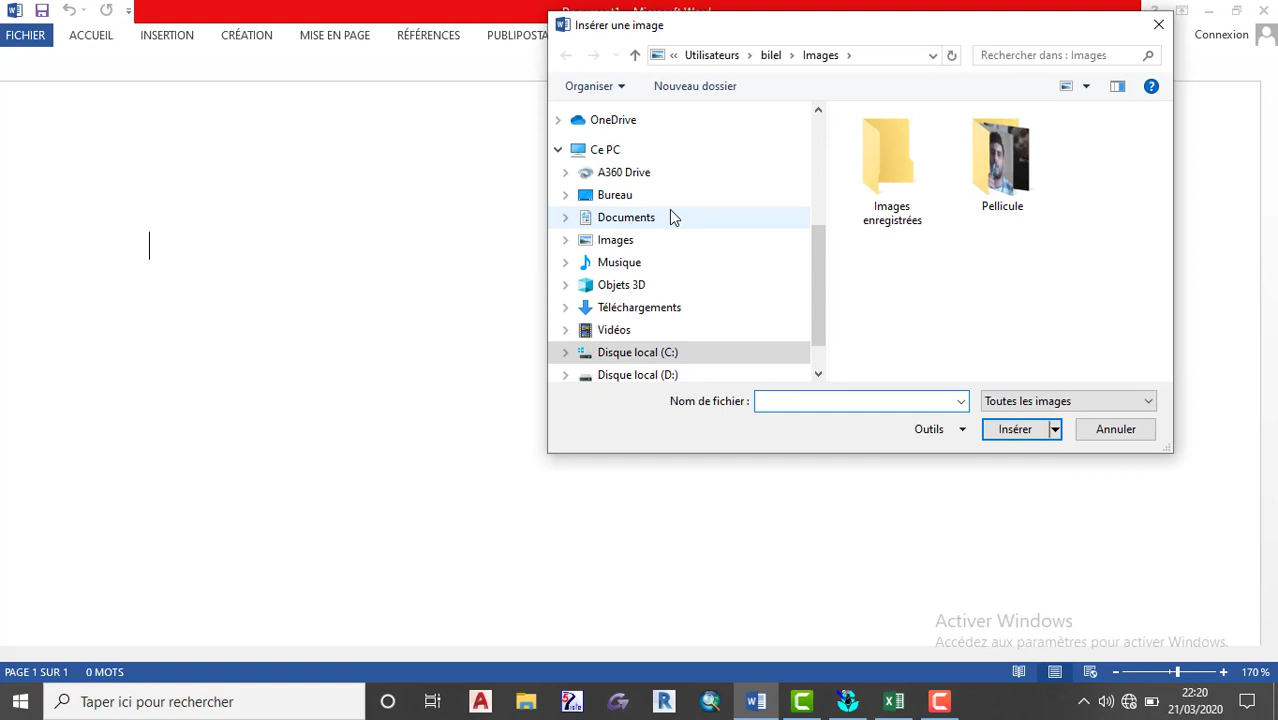 Document1 - Microsoft Word
Insérer une image
FICHIER ACCUEIL INSERTION CRÉATION MISE EN PAGE RÉFÉRENCES PUBLIPOSTA
Connexion
« Utilisateurs > bilel > Images >
Rechercher dans : Images
Organiser
Nouveau dossier
OneDrive
Ce PC
A360 Drive
Bureau
Documents
Images
Musique
Objets 3D
Téléchargements
Vidéos
Disque local (C:)
Disque local (D:)
Images
enregistrées
Pellicule
Nom de fichier :
Toutes les images
Outils
Insérer
Annuler
Activer Windows
Accédez aux paramètres pour activer Windows.
PAGE 1 SUR 1 0 MOTS
170 %
Taper ici pour rechercher
22:20
21/03/2020